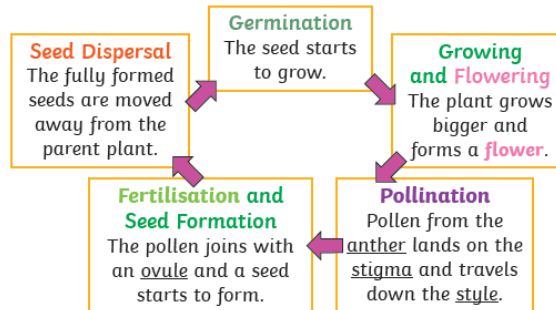 Germination
The seed starts
to grow.
Growing
and Flowering
The plant grows
bigger and
forms a flower.
Pollination
Pollen from the
anther lands on the
stigma and travels
down the style.
Fertilisation and
Seed Formation
The pollen joins with
an ovule and a seed
starts to form.
Seed Dispersal
The fully formed
seeds are moved
away from the
parent plant.